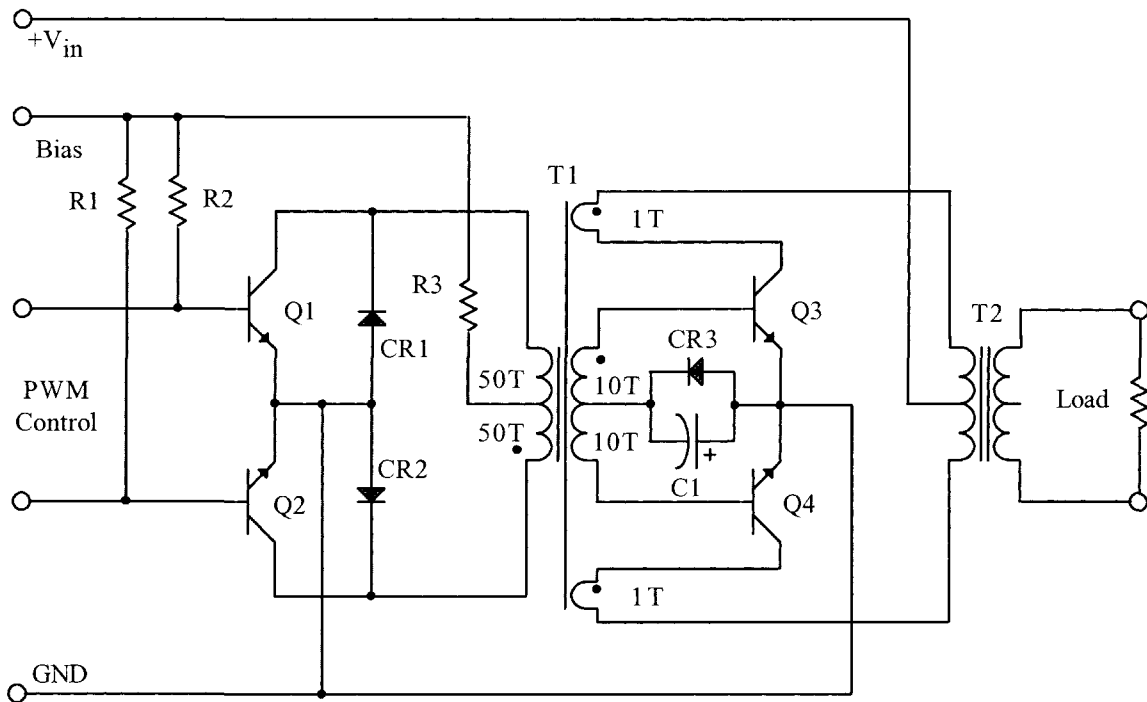 +Vin
Bias
R1
R2
T1
1T
R3
Q1
Q3
T2
CR1
CR3
50T
10T
PWM
Control
Load
50T
10T
CR2
+
C1
Q2
Q4
1T
GND